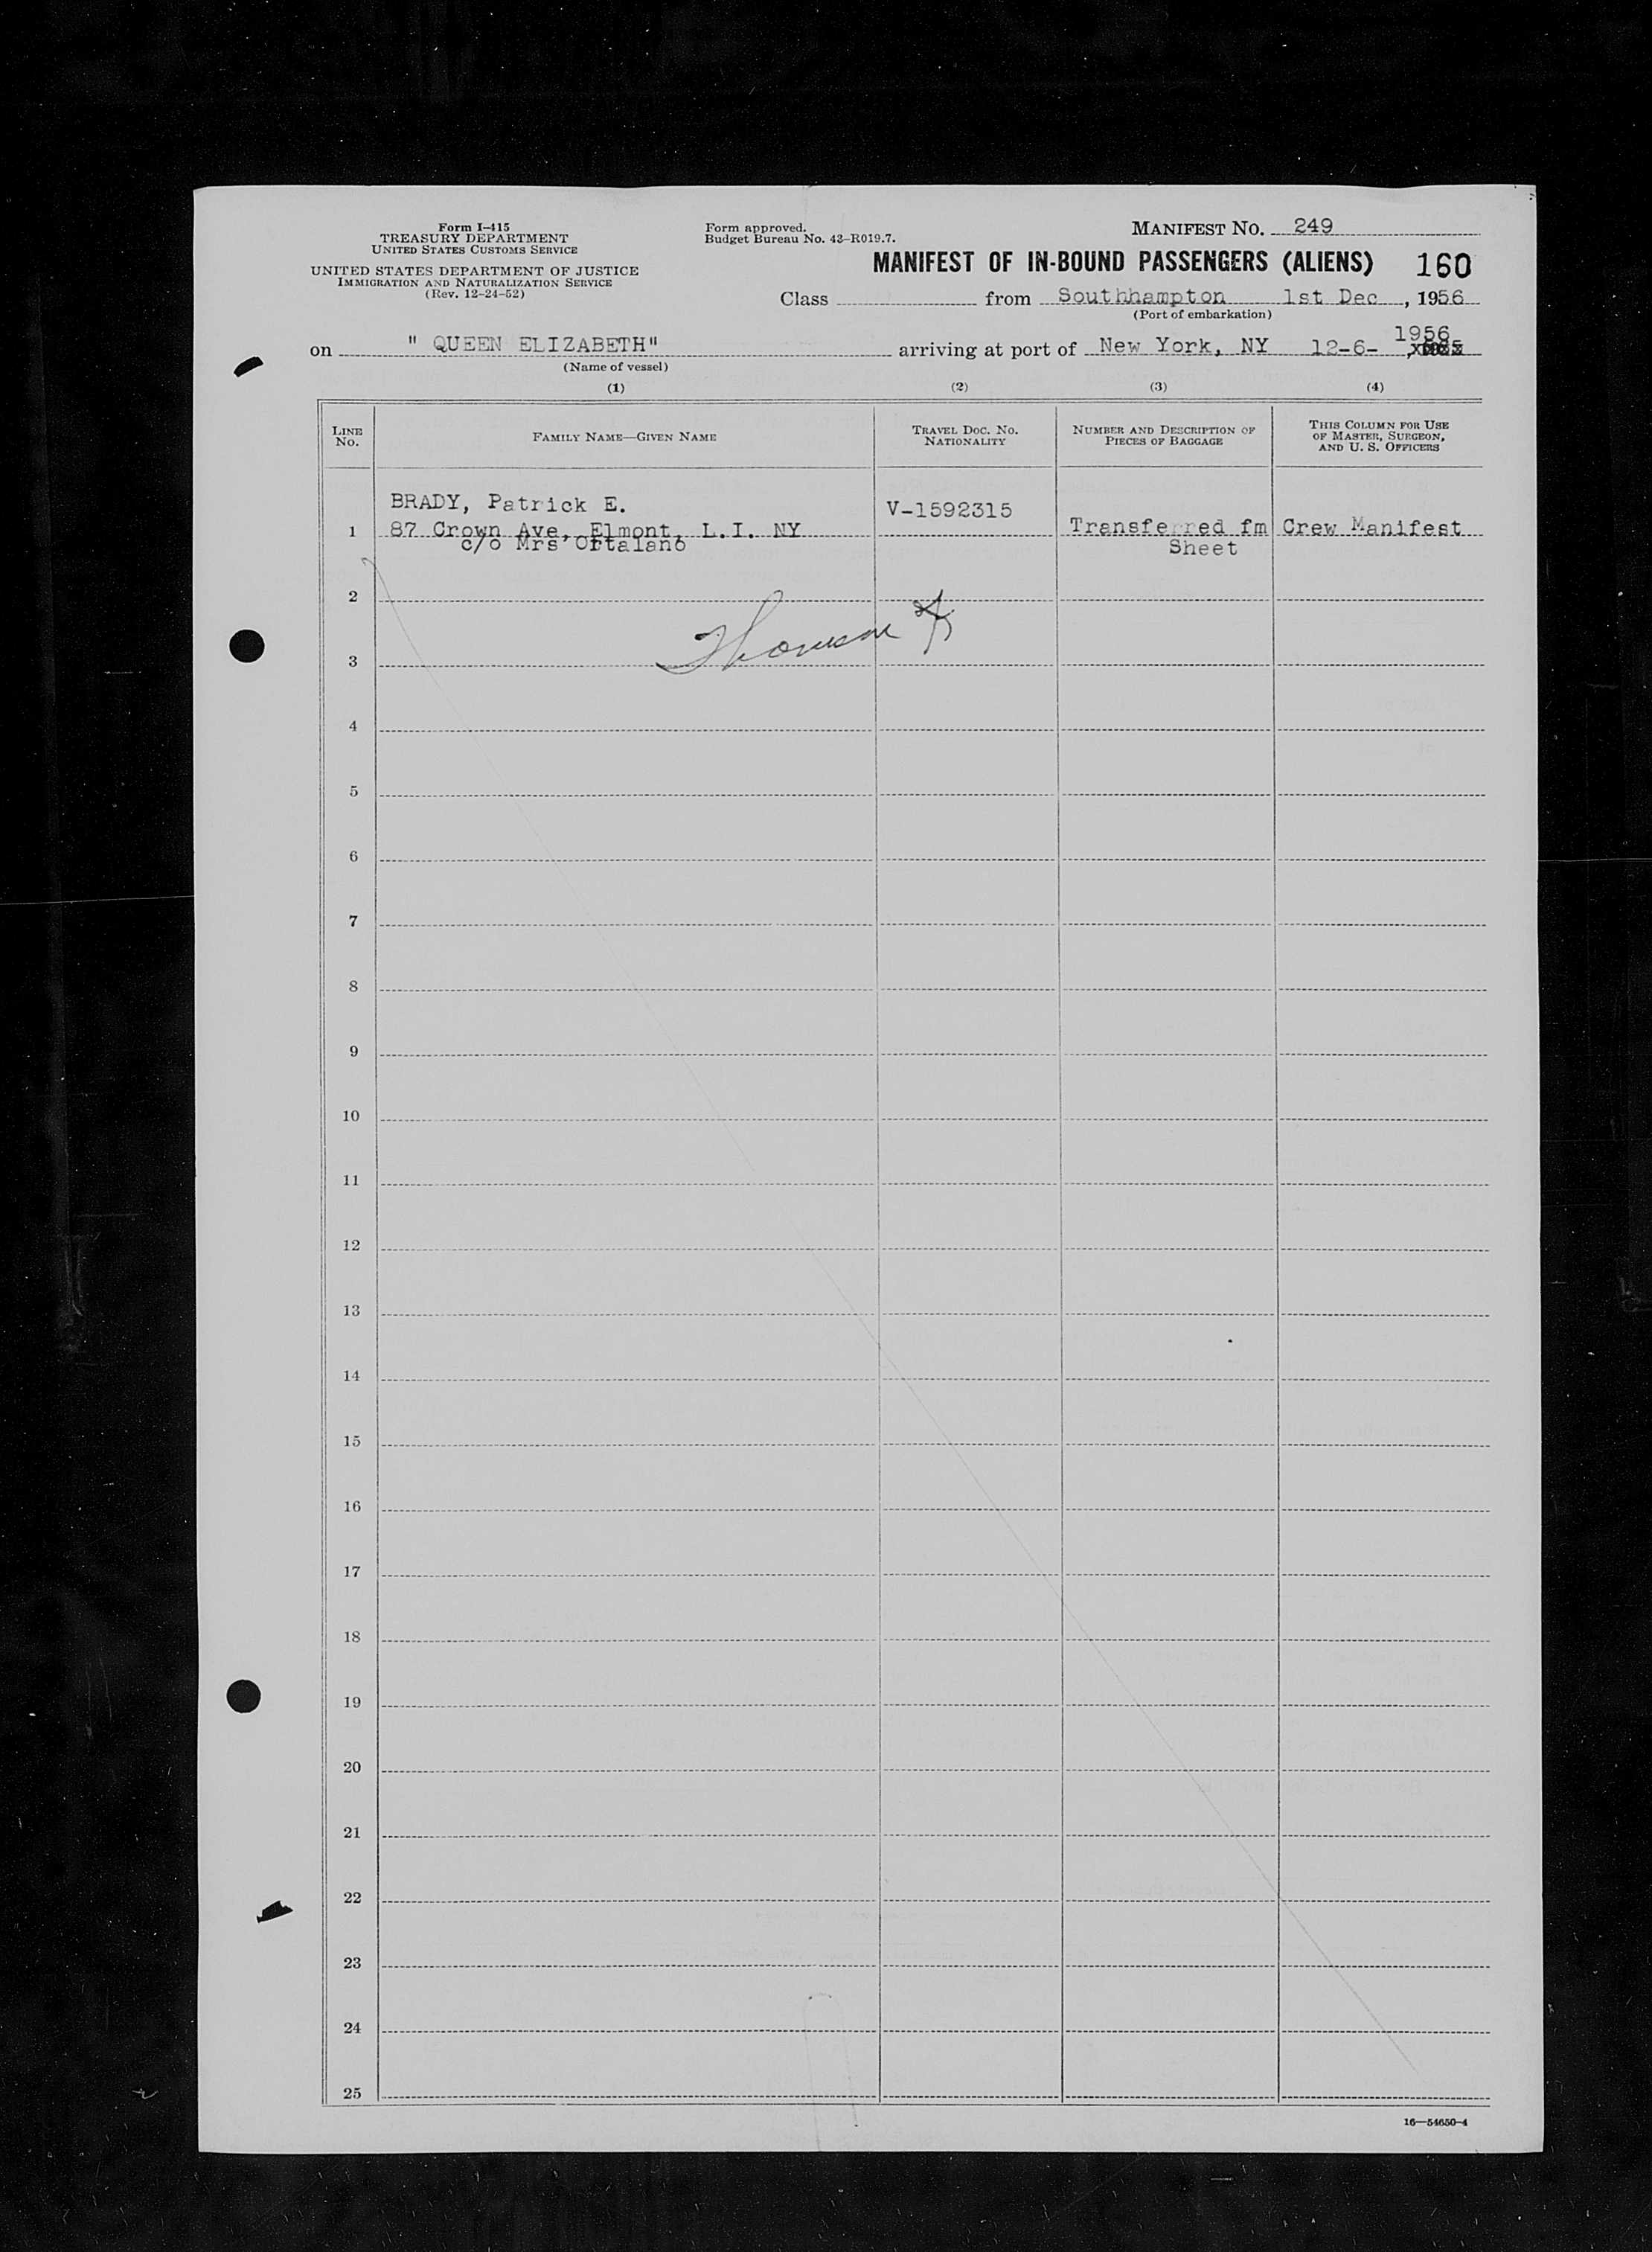 Form I-415
TREASURY DEPARTMENT
UNITED STATES CUSTOMS SERVICE
UNITED STATES DEPARTMENT OF JUSTICE
IMMIGRATION AND NATURALIZATION SERVICE
(Rev. 12-24-52)
Form approved.
Budget Bureau No. 43-R019.7.
MANIFEST NO. 249
MANIFEST OF IN-BOUND PASSENGERS (ALIENS) 160
Class from Southhampton 1st Dec, 1956
(Port of embarkation)
on " QUEEN ELIZABETH" arriving at port of New York, NY 12-6- 1956
(Name of vessel)
(1) (2) (3) (4)
LINE NO.
FAMILY NAME—GIVEN NAME
TRAVEL DOC. NO.
NATIONALITY
NUMBER AND DESCRIPTION OF
PIECES OF BAGGAGE
THIS COLUMN FOR USE
OF MASTER, SURGEON,
AND U. S. OFFICERS
BRADY, Patrick E. V-1592315
1 87 Crown Ave, Elmont, L.I. NY Transferred fm Crew Manifest
c/o Mrs Ortalano Sheet
2
3
4
5
6
7
8
9
10
11
12
13
14
15
16
17
18
19
20
21
22
23
24
25
16—54650-4